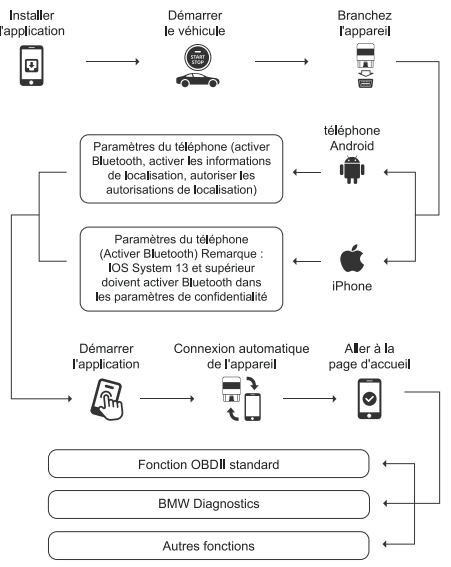 Installer
l'application
Démarrer
le véhicule
START
STOP
Branchez
l'appareil
téléphone
Android
Paramètres du téléphone (activer
Bluetooth, activer les informations
de localisation, autoriser les
autorisations de localisation)
Paramètres du téléphone
(Activer Bluetooth) Remarque :
IOS System 13 et supérieur
doivent activer Bluetooth dans
les paramètres de confidentialité
iPhone
Démarrer
l'application
Connexion automatique
de l'appareil
Aller à la
page d'accueil
Fonction OBDII standard
BMW Diagnostics
Autres fonctions